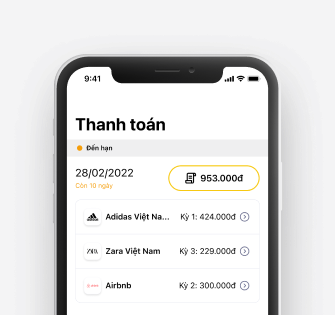 9:41
Thanh toán
Đến hạn
28/02/2022
953.000đ
Còn 10 ngày
Adidas Việt Na... Kỳ 1: 424.000đ
ZARA Zara Việt Nam Kỳ 3: 229.000đ
Airbnb Kỳ 2: 300.000đ